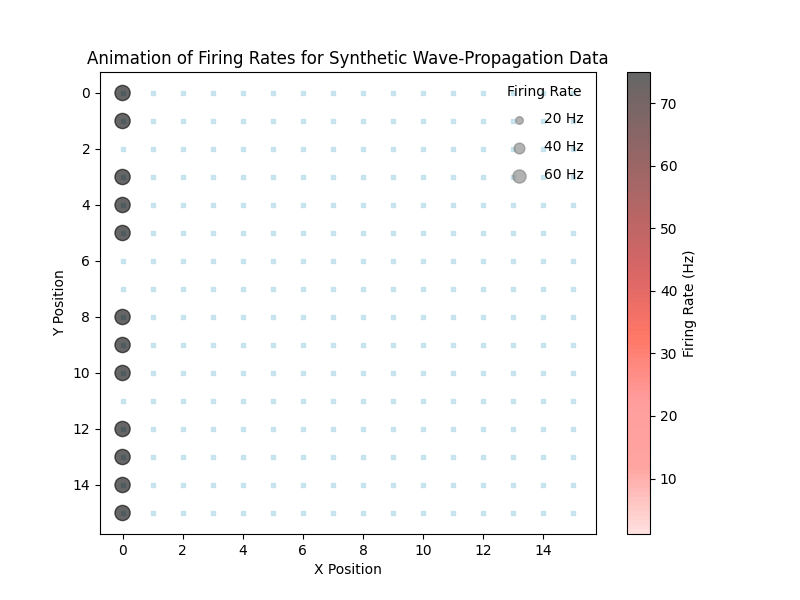 Animation of Firing Rates for Synthetic Wave-Propagation Data
Firing Rate
20 Hz
40 Hz
60 Hz
0
2
4
6
8
10
12
14
Y Position
0 2 4 6 8 10 12 14
X Position
70
60
50
40
30
20
10
Firing Rate (Hz)